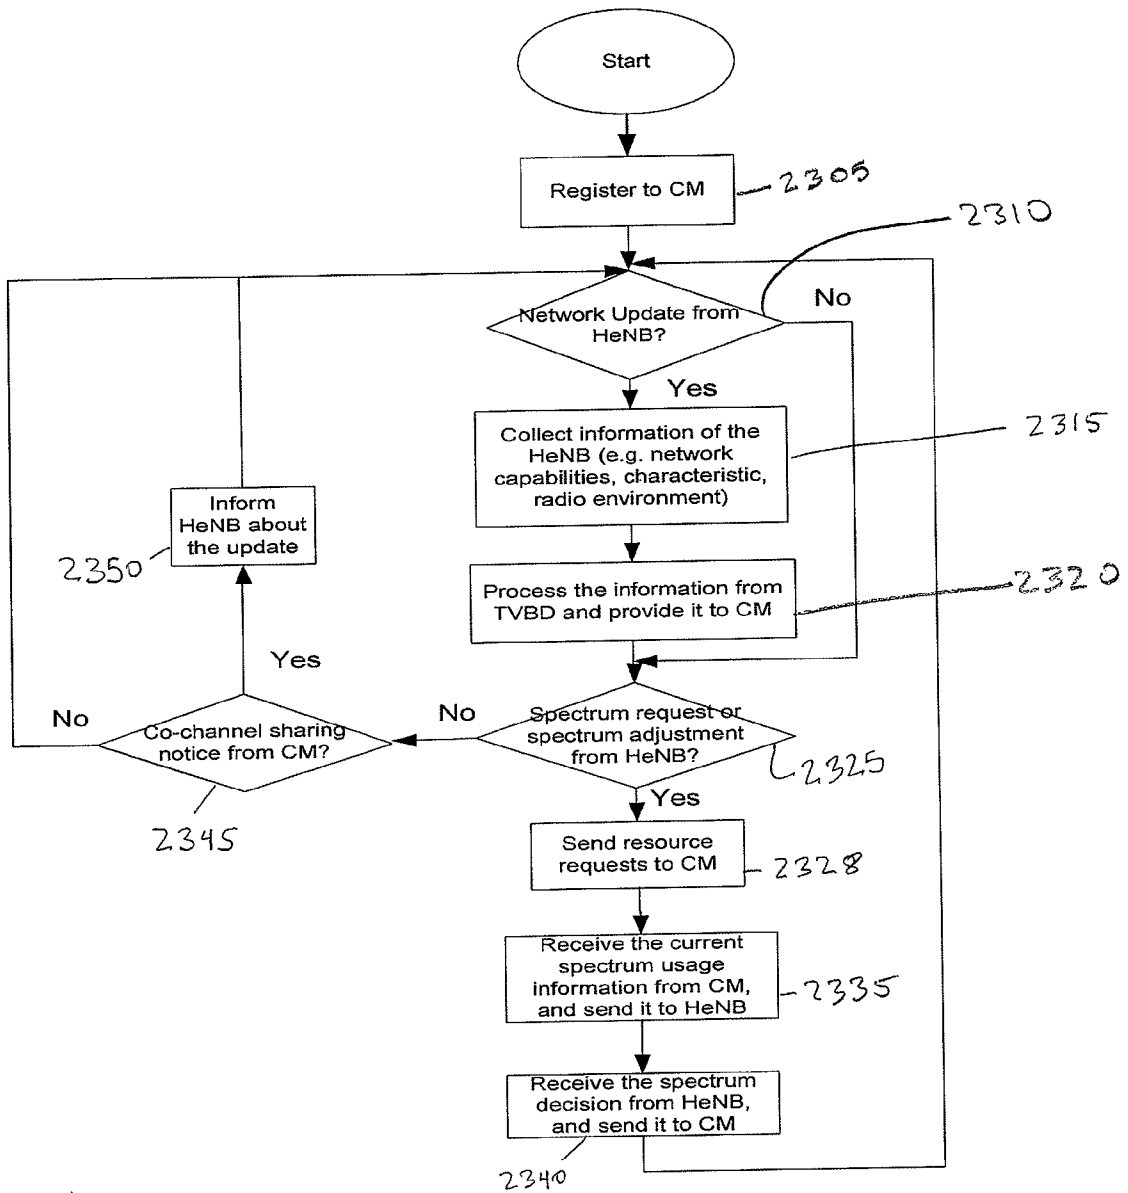 Start
Register to CM
2305
2310
No
Network Update from
HeNB?
Yes
Collect information of the
HeNB (e.g. network
capabilities, characteristic,
radio environment)
2315
Inform
HeNB about
the update
2350
Process the information from
TVBD and provide it to CM
2320
Yes
No
No
Co-channel sharing
notice from CM?
2345
Spectrum request or
spectrum adjustment
from HeNB?
2325
Yes
Send resource
requests to CM
2328
Receive the current
spectrum usage
information from CM,
and send it to HeNB
2335
Receive the spectrum
decision from HeNB,
and send it to CM
2340